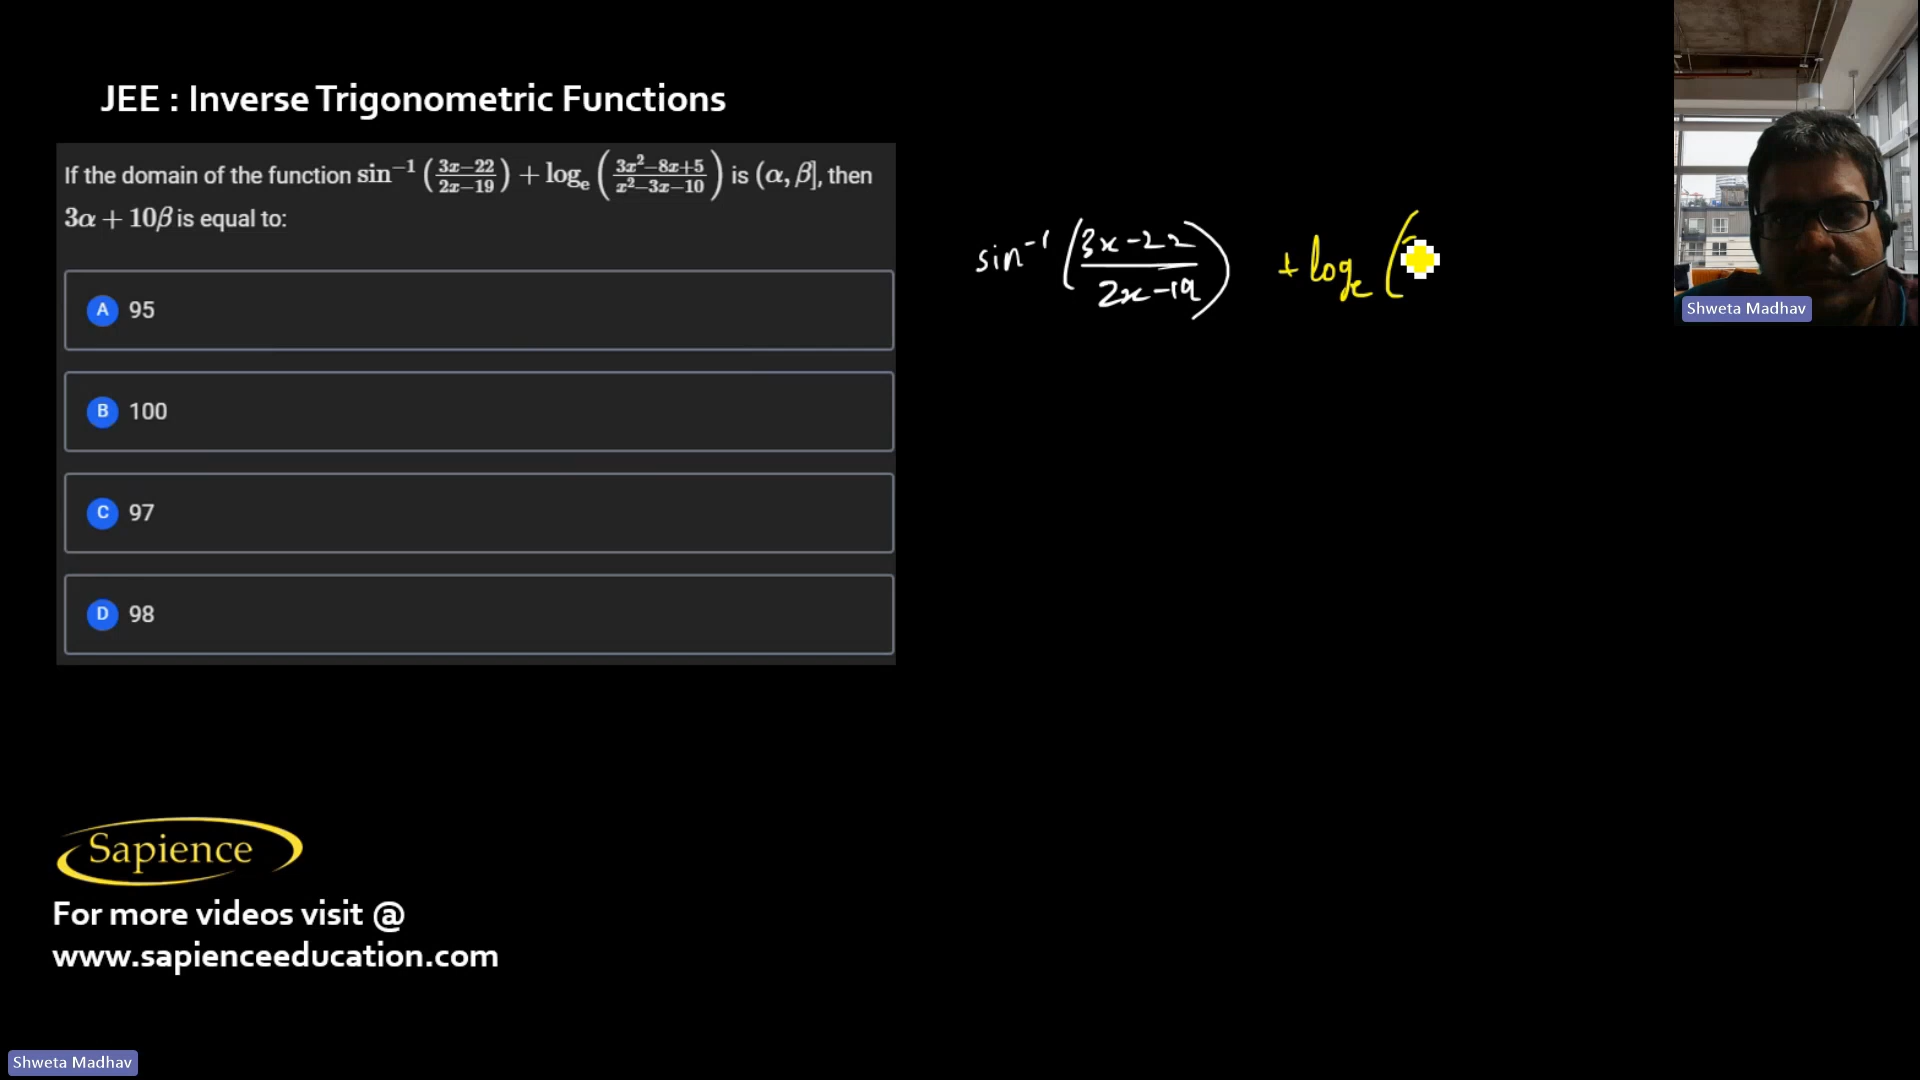 JEE : Inverse Trigonometric Functions
If the domain of the function sin⁻¹ ((3x−22)/(2x−19)) + logₑ ((3x²−8x+5)/(x²−3x−10)) is (α, β], then
3α + 10β is equal to:
A 95
B 100
C 97
D 98
sin⁻¹ ((3x−22)/(2x−19)) + logₑ (
Shweta Madhav
Sapience
For more videos visit @
www.sapienceeducation.com
Shweta Madhav